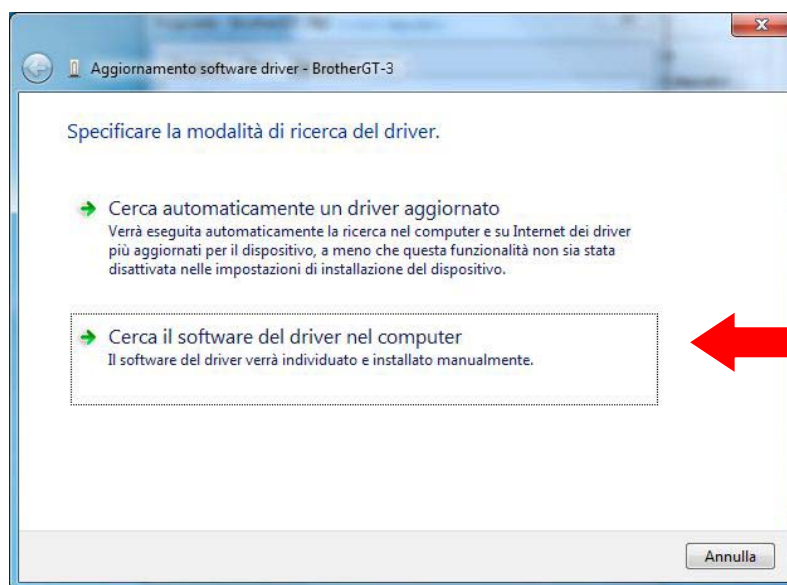 Aggiornamento software driver - BrotherGT-3
Specificare la modalità di ricerca del driver.
Cerca automaticamente un driver aggiornato
Verrà eseguita automaticamente la ricerca nel computer e su Internet dei driver
più aggiornati per il dispositivo, a meno che questa funzionalità non sia stata
disattivata nelle impostazioni di installazione del dispositivo.
Cerca il software del driver nel computer
Il software del driver verrà individuato e installato manualmente.
Annulla